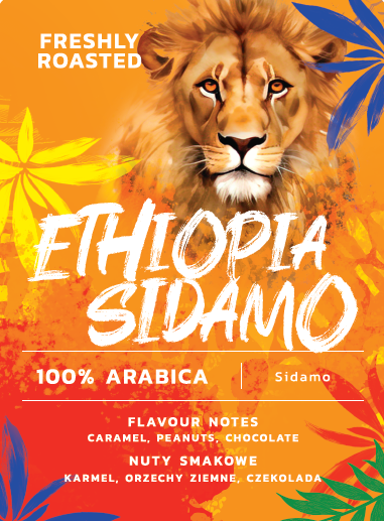 FRESHLY
ROASTED
ETHIOPIA
SIDAMO
100% ARABICA
Sidamo
FLAVOUR NOTES
CARAMEL, PEANUTS, CHOCOLATE
NUTY SMAKOWE
KARMEL, ORZECHY ZIEMNE, CZEKOLADA